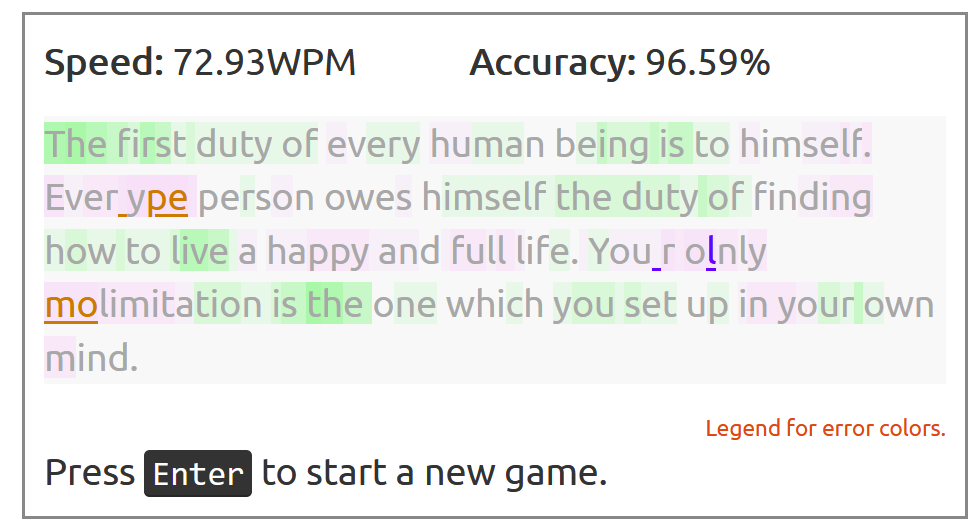 Speed: 72.93WPM Accuracy: 96.59%
The first duty of every human being is to himself.
Ever ype person owes himself the duty of finding
how to live a happy and full life. You r olnly
molimitation is the one which you set up in your own
mind.
Legend for error colors.
Press Enter to start a new game.